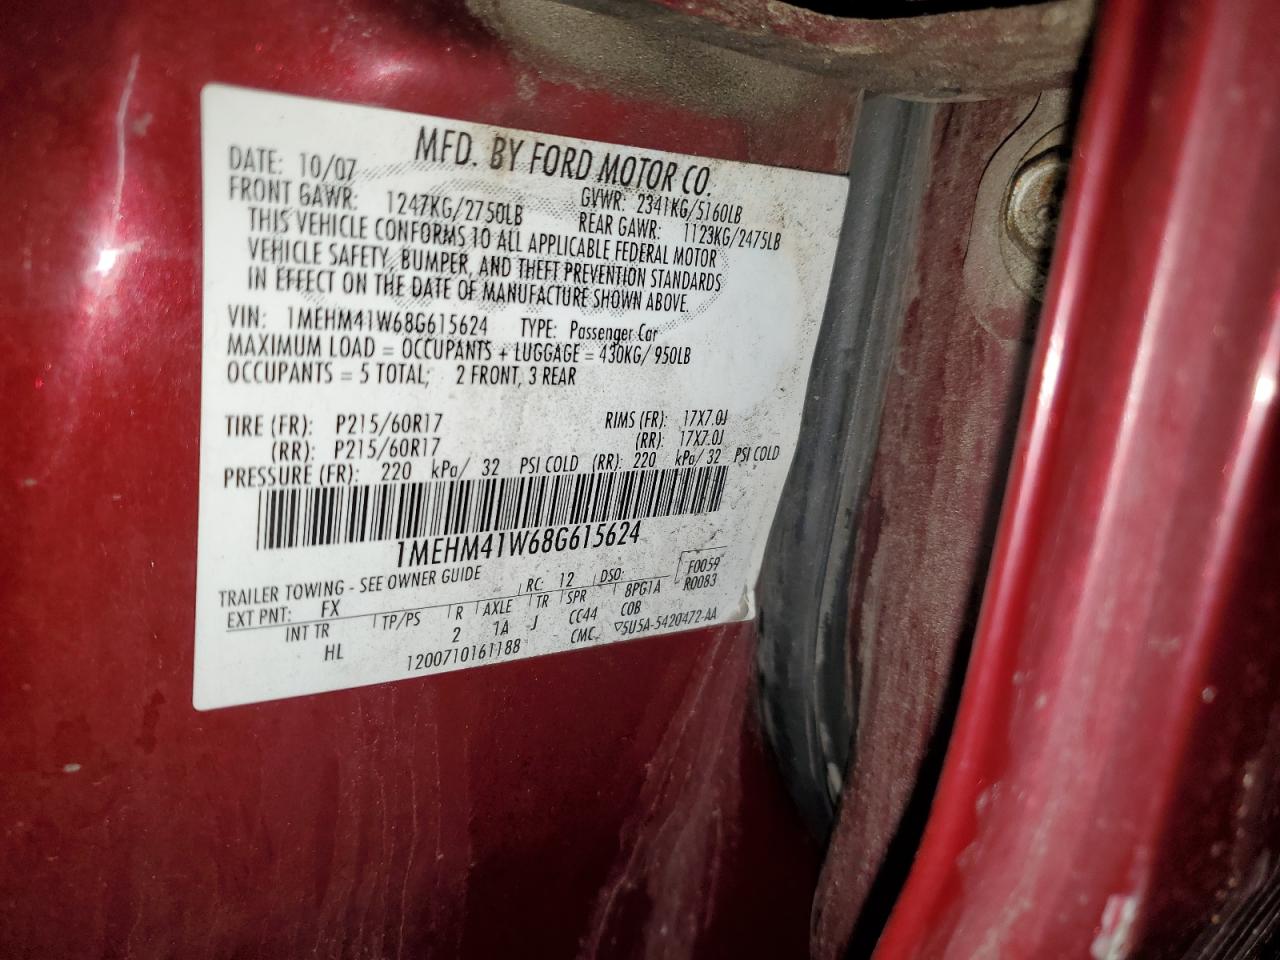 MFD. BY FORD MOTOR CO.
DATE: 10/07 GVWR: 2341KG/5160LB
FRONT GAWR: 1247KG/2750LB REAR GAWR: 1123KG/2475LB
THIS VEHICLE CONFORMS TO ALL APPLICABLE FEDERAL MOTOR
VEHICLE SAFETY, BUMPER, AND THEFT PREVENTION STANDARDS
IN EFFECT ON THE DATE OF MANUFACTURE SHOWN ABOVE.
VIN: 1MEHM41W68G615624 TYPE: Passenger Car
MAXIMUM LOAD = OCCUPANTS + LUGGAGE = 430KG/ 950LB
OCCUPANTS = 5 TOTAL; 2 FRONT, 3 REAR
TIRE (FR): P215/60R17 RIMS (FR): 17X7.0J
(RR): P215/60R17 (RR): 17X7.0J
PRESSURE (FR): 220 kPa/ 32 PSI COLD (RR): 220 kPa/ 32 PSI COLD
1MEHM41W68G615624
TRAILER TOWING - SEE OWNER GUIDE
F0059
EXT PNT: FX RC: 12 DSO: R0083
INT TR TP/PS R AXLE TR SPR 8PG1A
HL 2 1A J CC44 COB
1200710161188 CMC ▽5U5A-5420472-AA